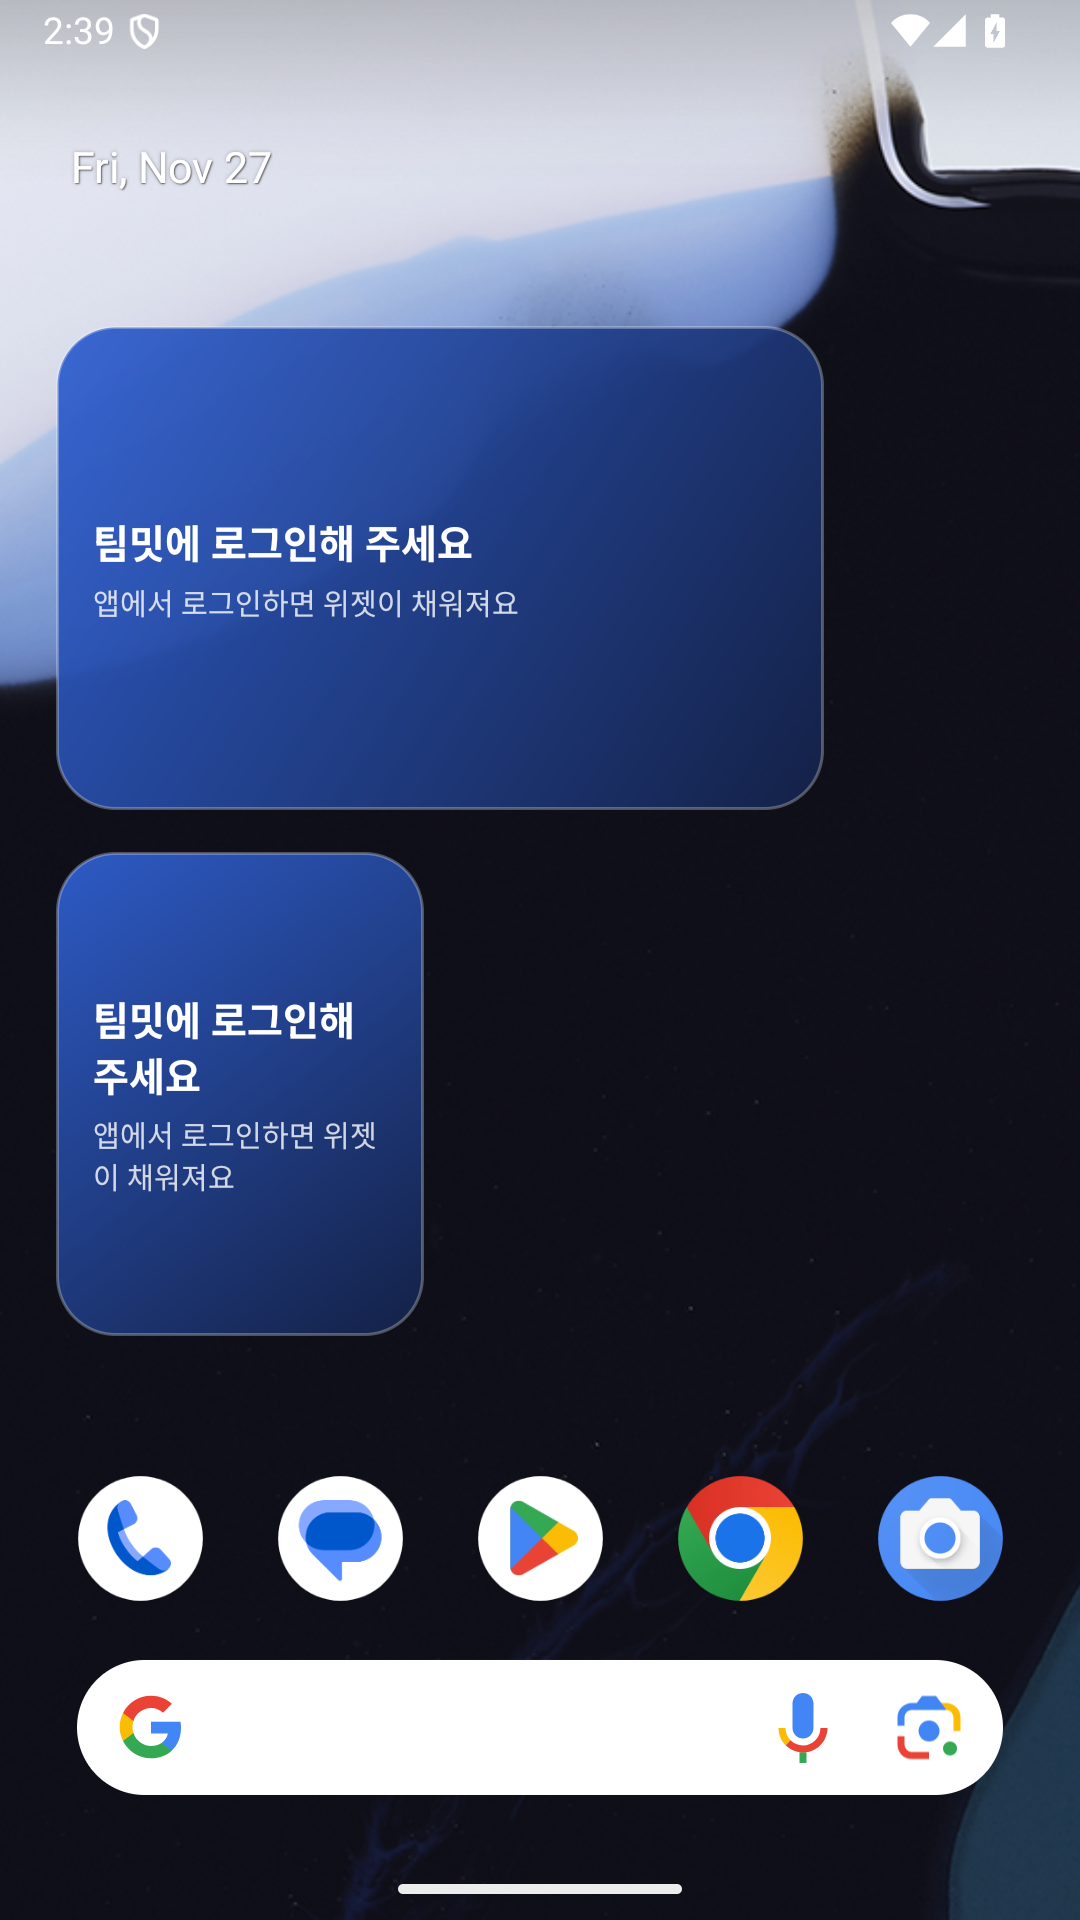 2:39
Fri, Nov 27
팀밋에 로그인해 주세요
앱에서 로그인하면 위젯이 채워져요
팀밋에 로그인해
주세요
앱에서 로그인하면 위젯
이 채워져요